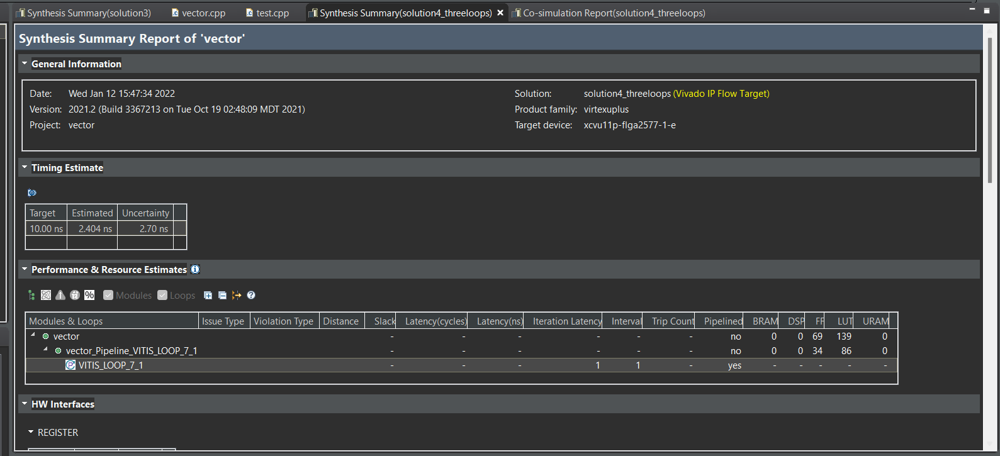 Synthesis Summary(solution3) vector.cpp test.cpp Synthesis Summary(solution4_threeloops) Co-simulation Report(solution4_threeloops)
Synthesis Summary Report of 'vector'
General Information
Date: Wed Jan 12 15:47:34 2022 Solution: solution4_threeloops (Vivado IP Flow Target)
Version: 2021.2 (Build 3367213 on Tue Oct 19 02:48:09 MDT 2021) Product family: virtexuplus
Project: vector Target device: xcvu11p-flga2577-1-e
Timing Estimate
Target Estimated Uncertainty
10.00 ns 2.404 ns 2.70 ns
Performance & Resource Estimates
% Modules Loops
Modules & Loops Issue Type Violation Type Distance Slack Latency(cycles) Latency(ns) Iteration Latency Interval Trip Count Pipelined BRAM DSP FF LUT URAM
vector - - - - - - no 0 0 69 139 0
vector_Pipeline_VITIS_LOOP_7_1 - - - - - - no 0 0 34 86 0
VITIS_LOOP_7_1 - - - 1 1 - yes - - - - -
HW Interfaces
REGISTER